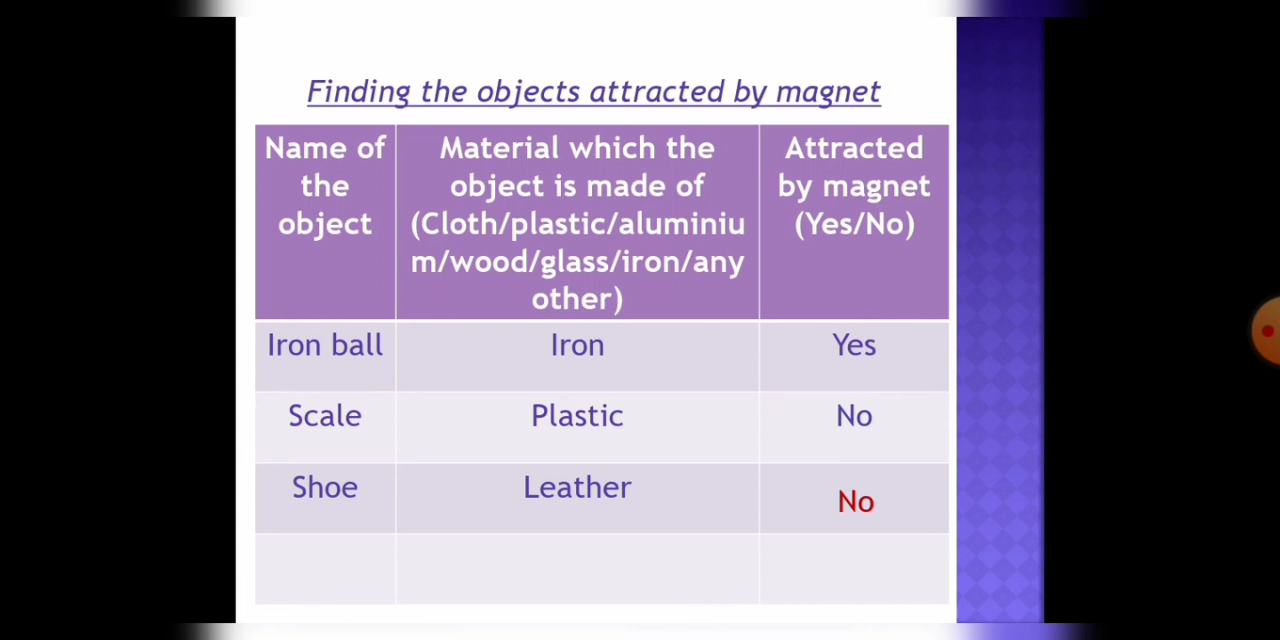 Finding the objects attracted by magnet
Name of
the
object
Material which the
object is made of
(Cloth/plastic/aluminiu
m/wood/glass/iron/any
other)
Attracted
by magnet
(Yes/No)
Iron ball
Iron
Yes
Scale
Plastic
No
Shoe
Leather
No